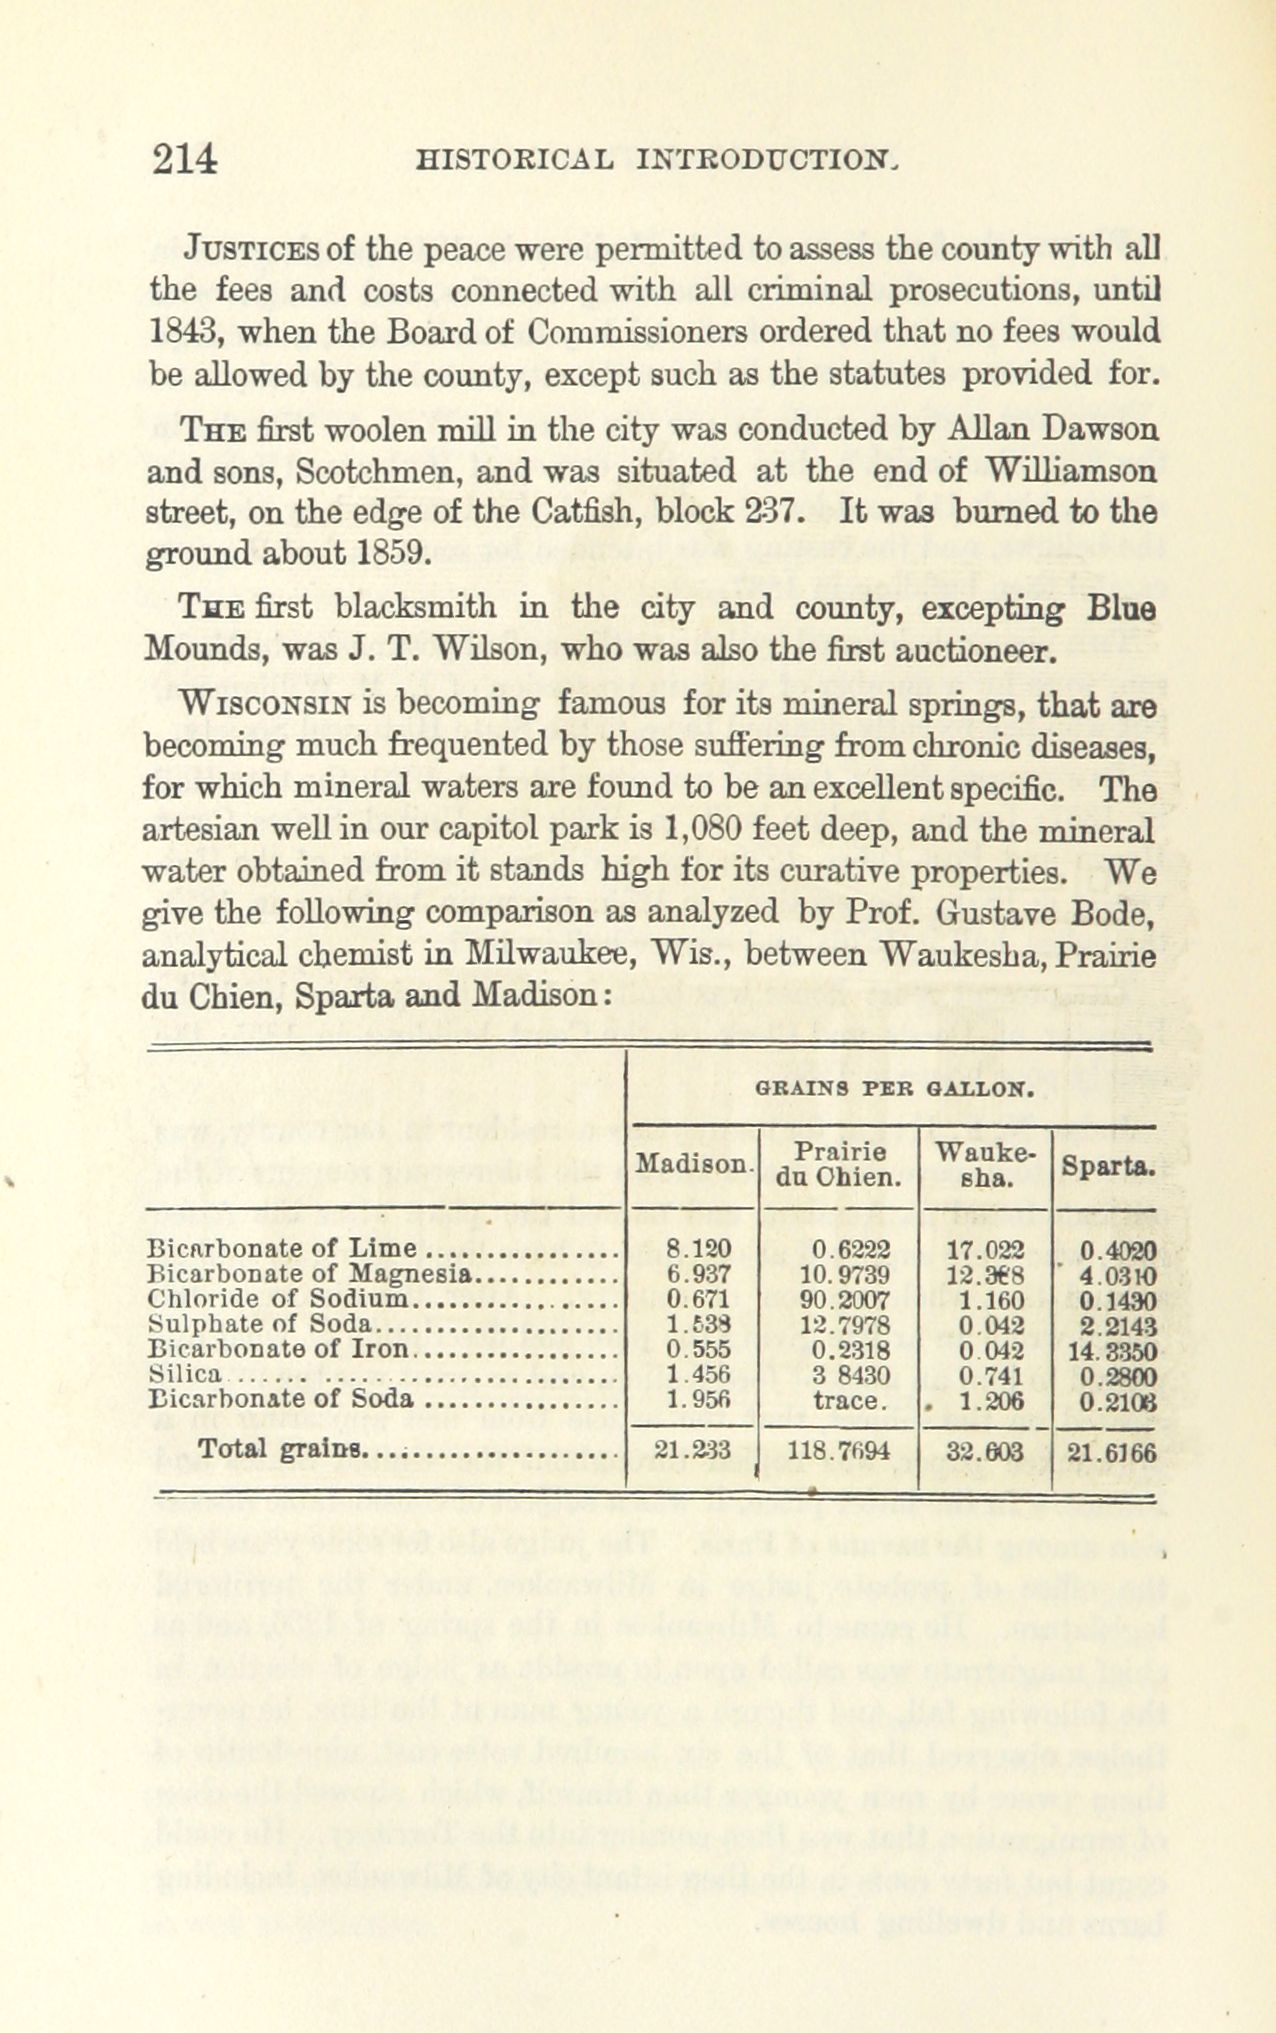 214 HISTORICAL INTRODUCTION.
JUSTICES of the peace were permitted to assess the county with all
the fees and costs connected with all criminal prosecutions, until
1843, when the Board of Commissioners ordered that no fees would
be allowed by the county, except such as the statutes provided for.
THE first woolen mill in the city was conducted by Allan Dawson
and sons, Scotchmen, and was situated at the end of Williamson
street, on the edge of the Catfish, block 237. It was burned to the
ground about 1859.
THE first blacksmith in the city and county, excepting Blue
Mounds, was J. T. Wilson, who was also the first auctioneer.
WISCONSIN is becoming famous for its mineral springs, that are
becoming much frequented by those suffering from chronic diseases,
for which mineral waters are found to be an excellent specific. The
artesian well in our capitol park is 1,080 feet deep, and the mineral
water obtained from it stands high for its curative properties. We
give the following comparison as analyzed by Prof. Gustave Bode,
analytical chemist in Milwaukee, Wis., between Waukesha, Prairie
du Chien, Sparta and Madison:
GRAINS PER GALLON.
Madison. Prairie du Chien. Wauke-sha. Sparta.
Bicarbonate of Lime ................ 8.120 0.6222 17.022 0.4020
Bicarbonate of Magnesia............. 6.937 10.9739 4.0310
Chloride of Sodium.................. 0.671 90.2007 1.160 0.1430
Sulphate of Soda.................... 1.538 12.7978 0.042 2.2143
Bicarbonate of Iron................. 0.555 0.2318 0.042 14.3350
Silica ............................. 1.456 3 8430 0.741 0.2800
Bicarbonate of Soda ................ 1.956 trace. 1.206
Total grains........................ 21.233 118.7694 32.603 21.6166